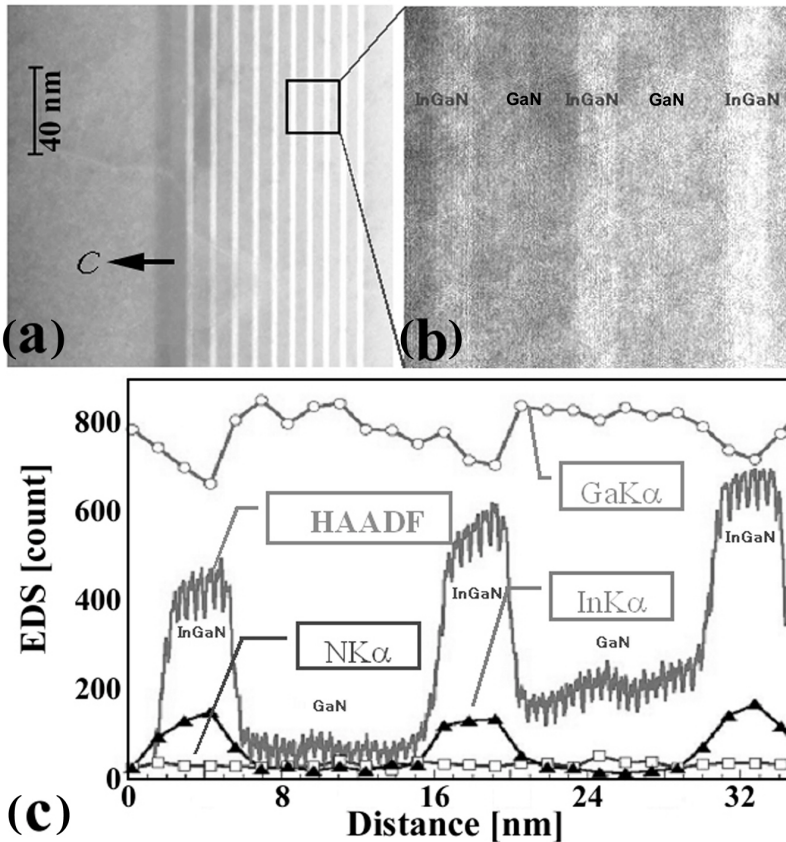 40 nm
C
(a)
InGaN GaN InGaN GaN InGaN
(b)
EDS [count]
800
600
400
200
0
GaKα
HAADF
InGaN
InGaN
InGaN
InKα
NKα
GaN
GaN
0 8 16 24 32
Distance [nm]
(c)